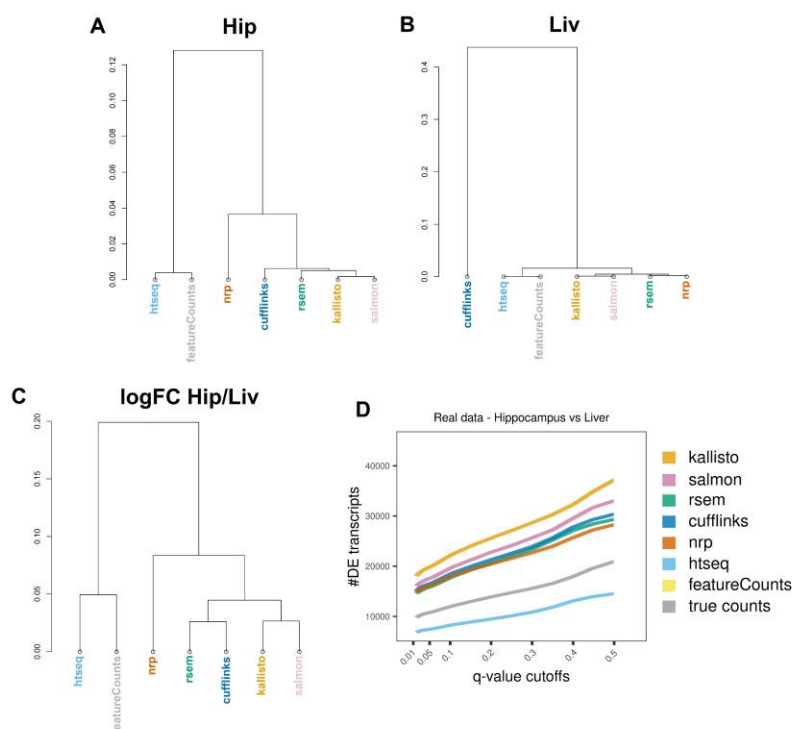 A
Hip
0.12
0.10
0.08
0.06
0.04
0.02
0.00
htseq
featureCounts
nrp
cufflinks
rsem
kallisto
salmon
B
Liv
0.4
0.3
0.2
0.1
0.0
cufflinks
htseq
featureCounts
kallisto
salmon
rsem
nrp
C
logFC Hip/Liv
0.20
0.15
0.10
0.05
0.00
htseq
eatureCounts
nrp
rsem
cufflinks
kallisto
salmon
D
Real data - Hippocampus vs Liver
#DE transcripts
40000
30000
20000
10000
0.01
0.05
0.1
0.2
0.3
0.4
0.5
q-value cutoffs
kallisto
salmon
rsem
cufflinks
nrp
htseq
featureCounts
true counts